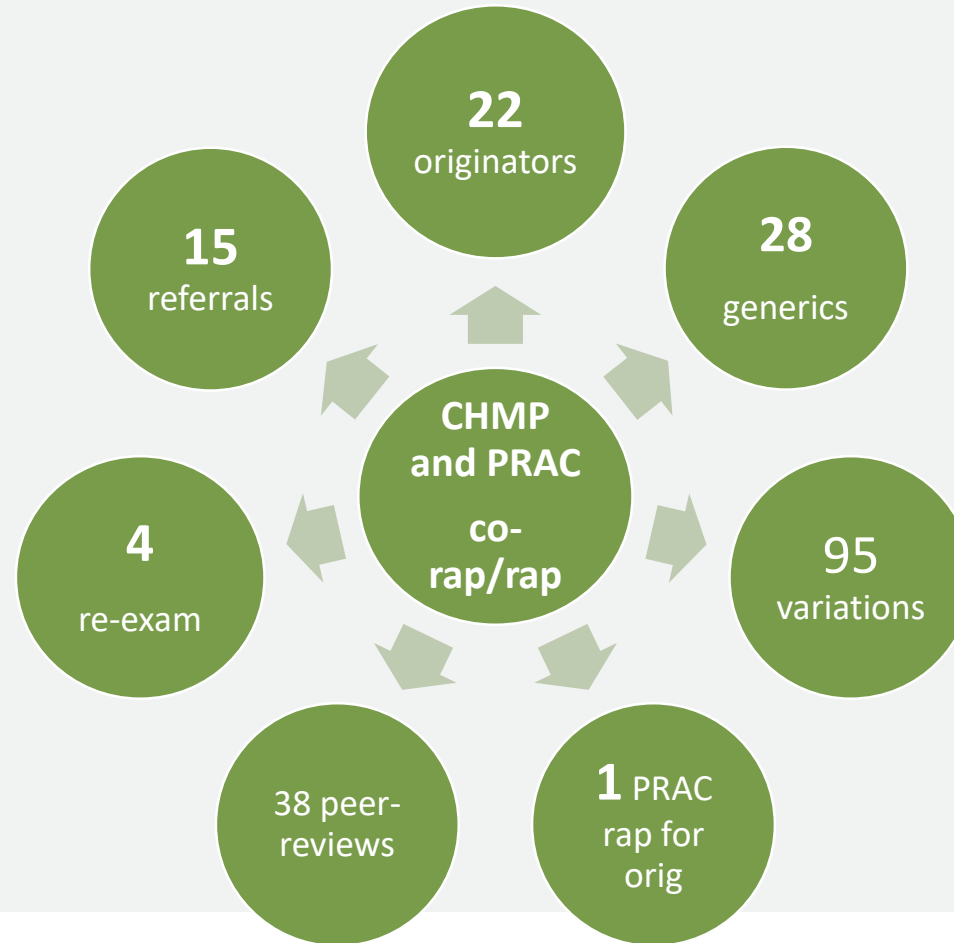 22
originators
28
generics
95
variations
1 PRAC
rap for
orig
38 peer-
reviews
4
re-exam
15
referrals
CHMP
and PRAC
co-
rap/rap